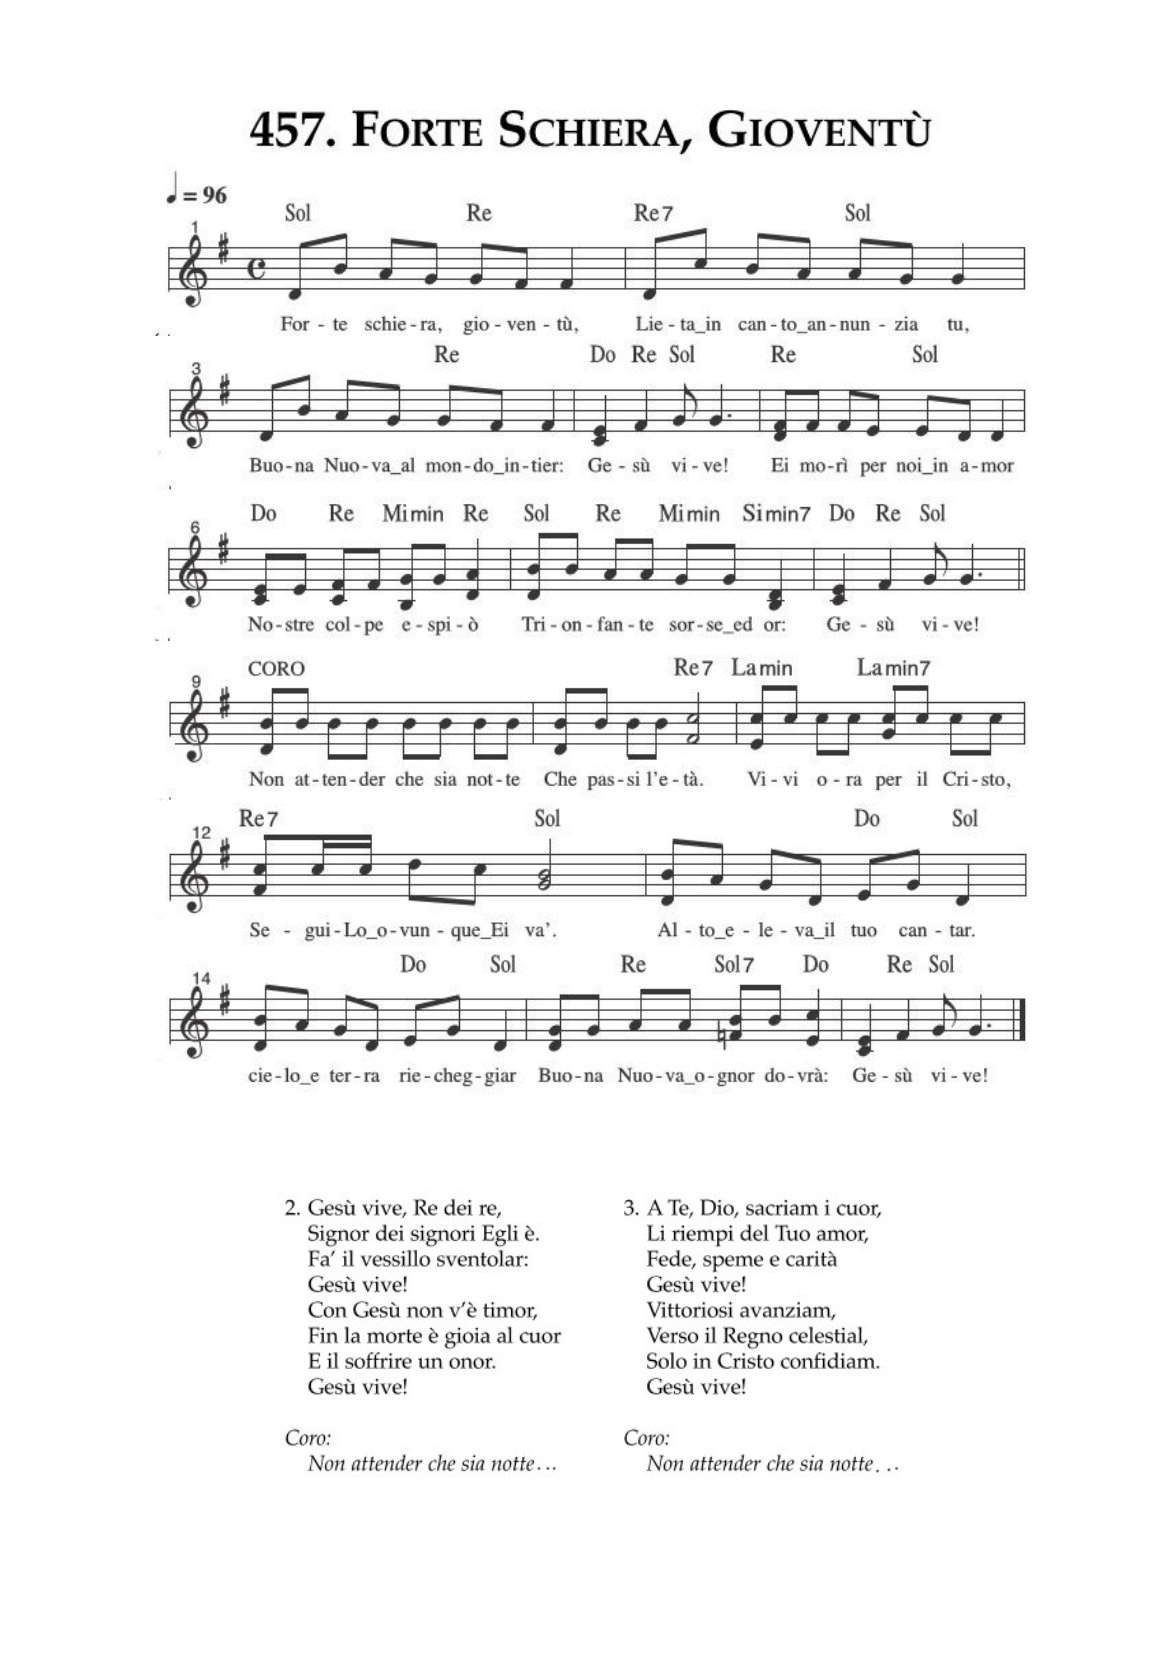 457. Forte Schiera, Gioventù
= 96
Sol Re Re7 Sol
1
For - te schie - ra, gio - ven - tù, Lie - ta_in can - to_an - nun - zia tu,
Re Do Re Sol Re Sol
3
Buo - na Nuo - va_al mon - do_in - tier: Ge - sù vi - ve! Ei mo - rì per noi_in a - mor
Do Re Mimin Re Sol Re Mimin Simin7 Do Re Sol
6
No - stre col - pe e - spi - ò Tri - on - fan - te sor - se_ed or: Ge - sù vi - ve!
CORO Re7 Lamin Lamin7
9
Non at - ten - der che sia not - te Che pas - si l'e - tà. Vi - vi o - ra per il Cri - sto,
Re7 Sol Do Sol
12
Se - gui - Lo_o - vun - que_Ei va'. Al - to_e - le - va_il tuo can - tar.
Do Sol Re Sol7 Do Re Sol
14
cie - lo_e ter - ra rie - cheg - giar Buo - na Nuo - va_o - gnor do - vrà: Ge - sù vi - ve!
2. Gesù vive, Re dei re,
Signor dei signori Egli è.
Fa' il vessillo sventolar:
Gesù vive!
Con Gesù non v'è timor,
Fin la morte è gioia al cuor
E il soffrire un onor.
Gesù vive!
Coro:
Non attender che sia notte...
3. A Te, Dio, sacriam i cuor,
Li riempi del Tuo amor,
Fede, speme e carità
Gesù vive!
Vittoriosi avanziam,
Verso il Regno celestial,
Solo in Cristo confidiam.
Gesù vive!
Coro:
Non attender che sia notte...